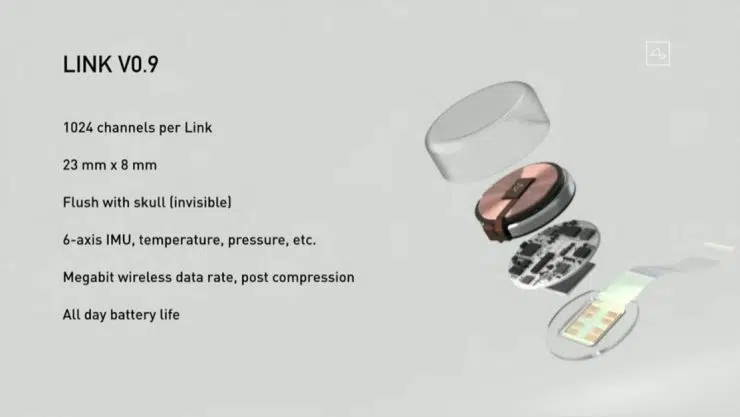 LINK V0.9
1024 channels per Link
23 mm x 8 mm
Flush with skull (invisible)
6-axis IMU, temperature, pressure, etc.
Megabit wireless data rate, post compression
All day battery life